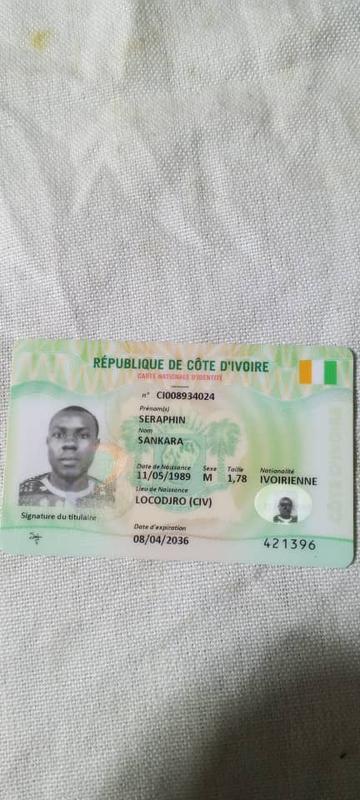 RÉPUBLIQUE DE CÔTE D'IVOIRE
CARTE NATIONALE D'IDENTITÉ
n° CI008934024
Prénom(s)
SERAPHIN
Nom
SANKARA
Date de Naissance Sexe Taille Nationalité
11/05/1989 M 1,78 IVOIRIENNE
Lieu de Naissance
LOCODJRO (CIV)
Signature du titulaire
Date d'expiration
08/04/2036
421396